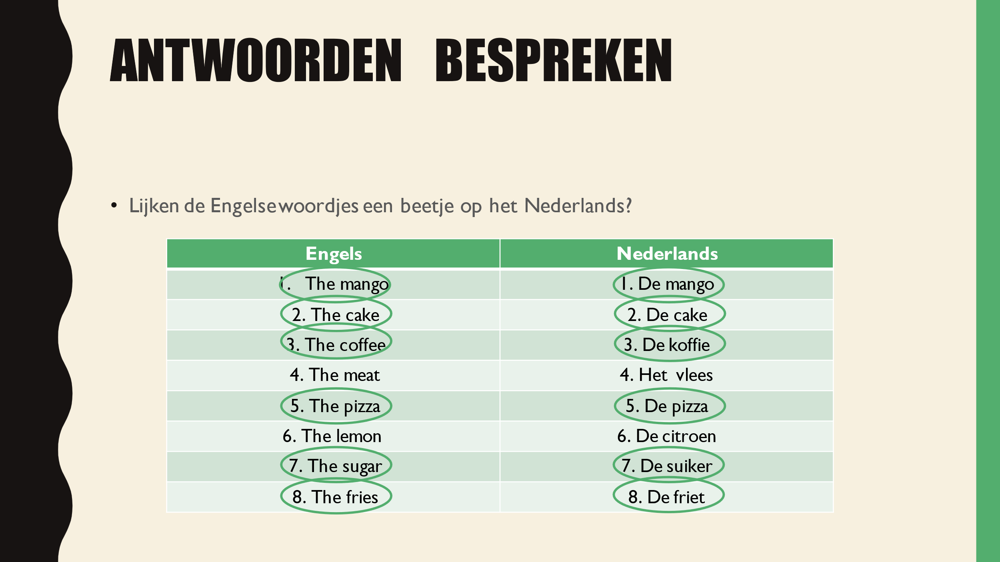 ANTWOORDEN BESPREKEN
• Lijken de Engelse woordjes een beetje op het Nederlands?
Engels Nederlands
1. The mango 1. De mango
2. The cake 2. De cake
3. The coffee 3. De koffie
4. The meat 4. Het vlees
5. The pizza 5. De pizza
6. The lemon 6. De citroen
7. The sugar 7. De suiker
8. The fries 8. De friet